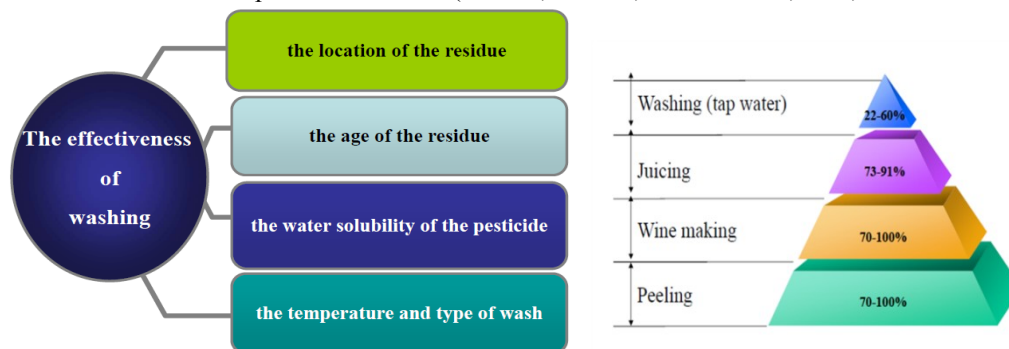 The effectiveness
of
washing
the location of the residue
the age of the residue
the water solubility of the pesticide
the temperature and type of wash
Washing (tap water)
22-60%
Juicing
73-91%
Wine making
70-100%
Peeling
70-100%